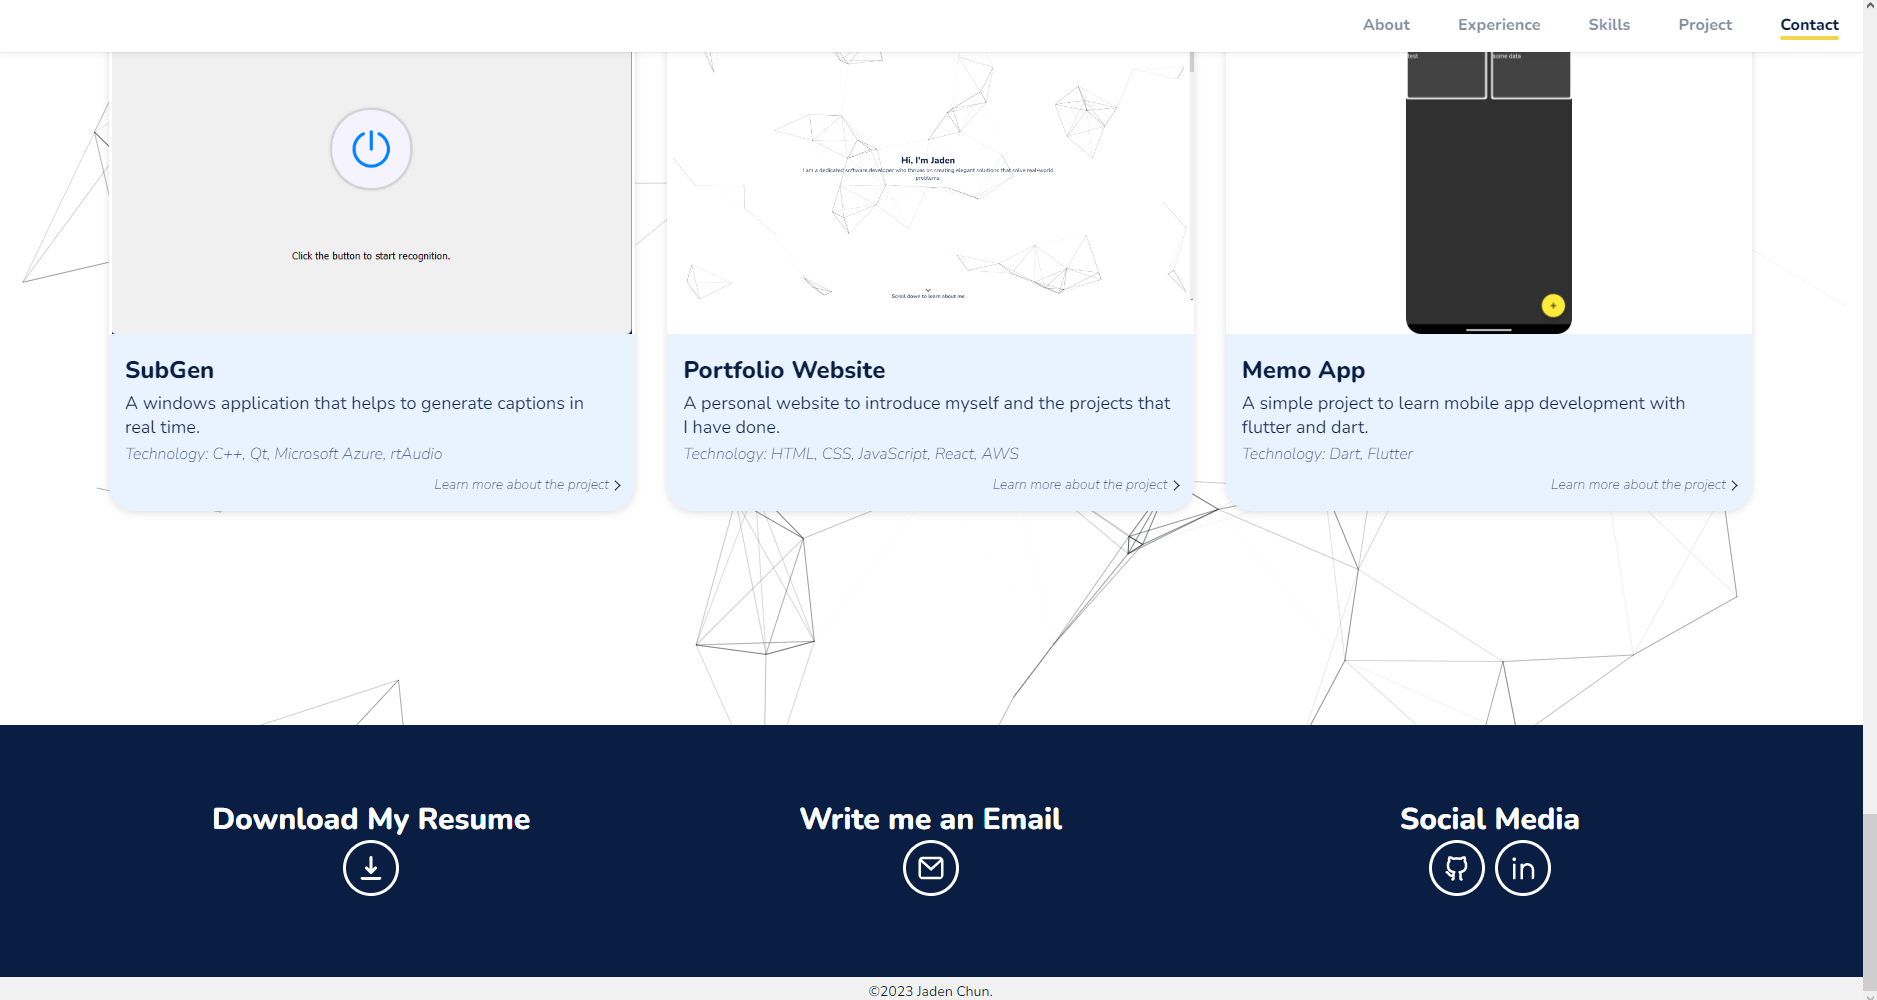 About Experience Skills Project Contact
test
some data
Hi, I'm Jaden
I am a dedicated software developer who thrives on creating elegant solutions that solve real-world
problems.
Click the button to start recognition.
Scroll down to learn about me
SubGen
A windows application that helps to generate captions in
real time.
Technology: C++, Qt, Microsoft Azure, rtAudio
Learn more about the project
Portfolio Website
A personal website to introduce myself and the projects that
I have done.
Technology: HTML, CSS, JavaScript, React, AWS
Learn more about the project
Memo App
A simple project to learn mobile app development with
flutter and dart.
Technology: Dart, Flutter
Learn more about the project
Download My Resume
Write me an Email
Social Media
in
©2023 Jaden Chun.